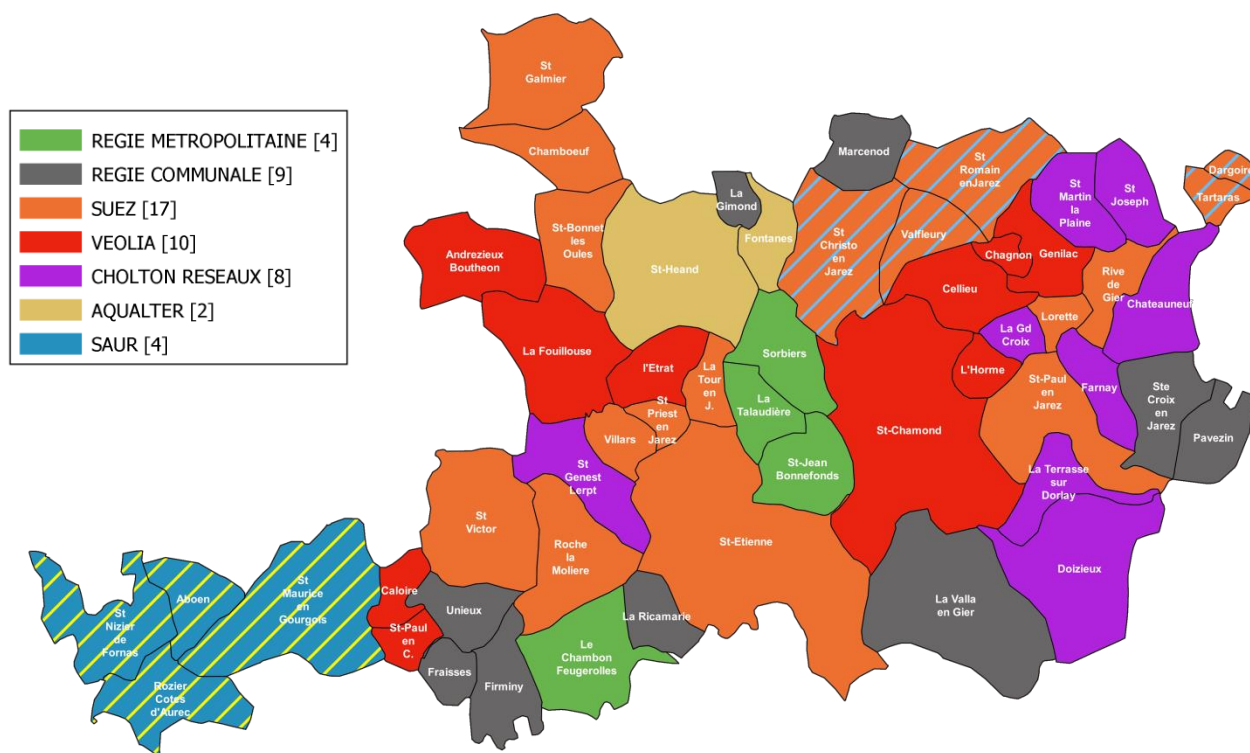 REGIE METROPOLITAINE [4]
REGIE COMMUNALE [9]
SUEZ [17]
VEOLIA [10]
CHOLTON RESEAUX [8]
AQUALTER [2]
SAUR [4]
St
Galmier
Chamboeuf
St-Bonnet
les
Oules
Andrezieux
Boutheon
La Fouillouse
St-Heand
La
Gimond
Fontanes
Marcenod
St
Romain
enJarez
St
Christo
en
Jarez
Valfleury
St
Martin
la
Plaine
St
Joseph
Dargoire
Tartaras
Chagnon
Genilac
Cellieu
Rive
de
Gier
Chateauneuf
Lorette
La Gd
Croix
L'Horme
St-Paul
en
Jarez
Farnay
Ste
Croix
en
Jarez
Pavezin
l'Etrat
La
Tour
en
J.
Sorbiers
La
Talaudière
St-Jean
Bonnefonds
St
Priest
en
Jarez
Villars
St-Chamond
La Terrasse
sur
Dorlay
Doizieux
La Valla
en Gier
St
Genest
Lerpt
St
Victor
Roche
la
Moliere
St-Etienne
La Ricamarie
Le
Chambon
Feugerolles
Unieux
Caloire
St-Paul
en
C.
Fraisses
Firminy
St
Maurice
en
Gourgois
Aboen
St
Nizier
de
Fornas
Rozier
Cotes
d'Aurec